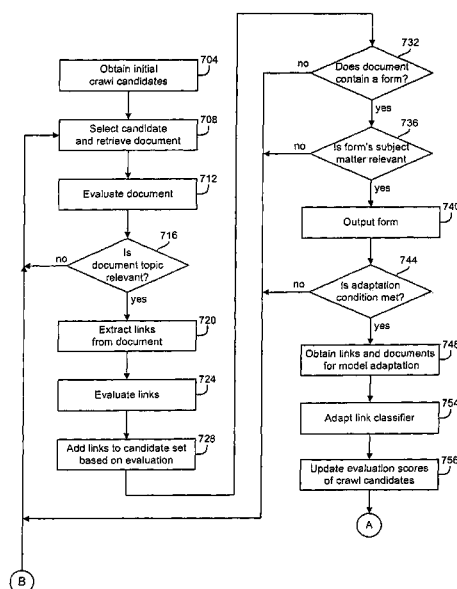 704
Obtain initial
crawl candidates
708
Select candidate
and retrieve document
712
Evaluate document
716
Is
document topic
relevant?
no
yes
720
Extract links
from document
724
Evaluate links
728
Add links to candidate set
based on evaluation
B
732
Does document
contain a form?
no
yes
736
Is form's subject
matter relevant
no
yes
740
Output form
744
Is adaptation
condition met?
no
yes
748
Obtain links and documents
for model adaptation
754
Adapt link classifier
756
Update evaluation scores
of crawl candidates
A